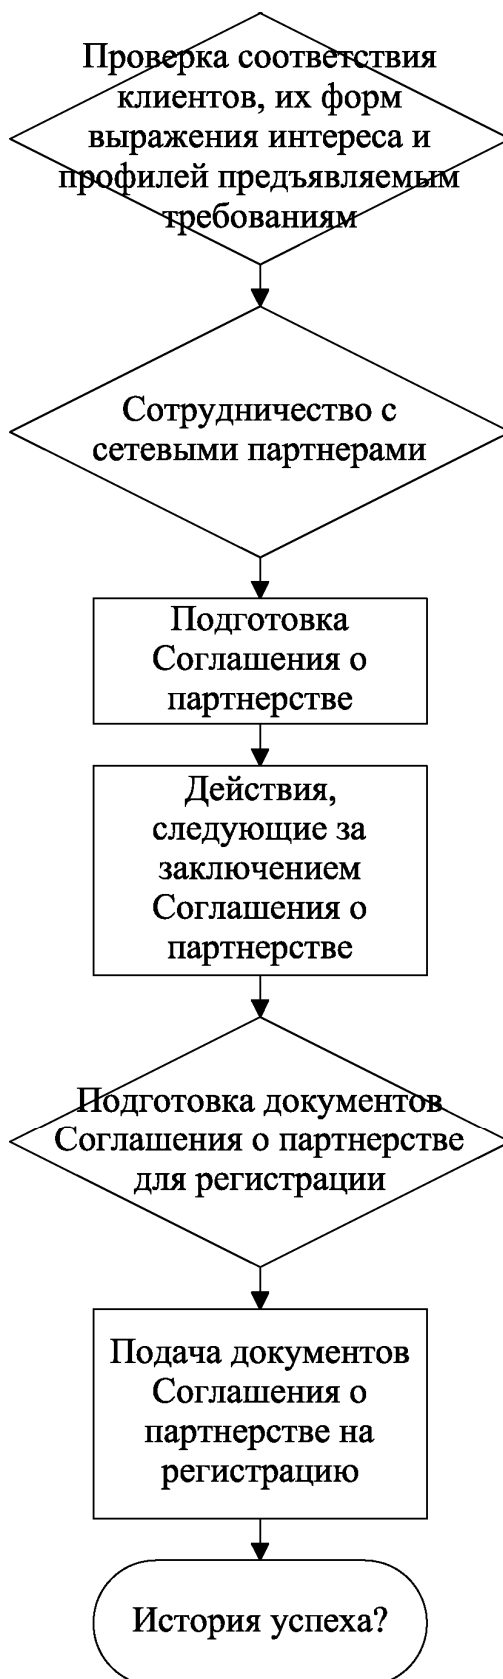 Проверка соответствия
клиентов, их форм
выражения интереса и
профилей предъявляемым
требованиям
Сотрудничество с
сетевыми партнерами
Подготовка
Соглашения о
партнерстве
Действия,
следующие за
заключением
Соглашения о
партнерстве
Подготовка документов
Соглашения о партнерстве
для регистрации
Подача документов
Соглашения о
партнерстве на
регистрацию
История успеха?